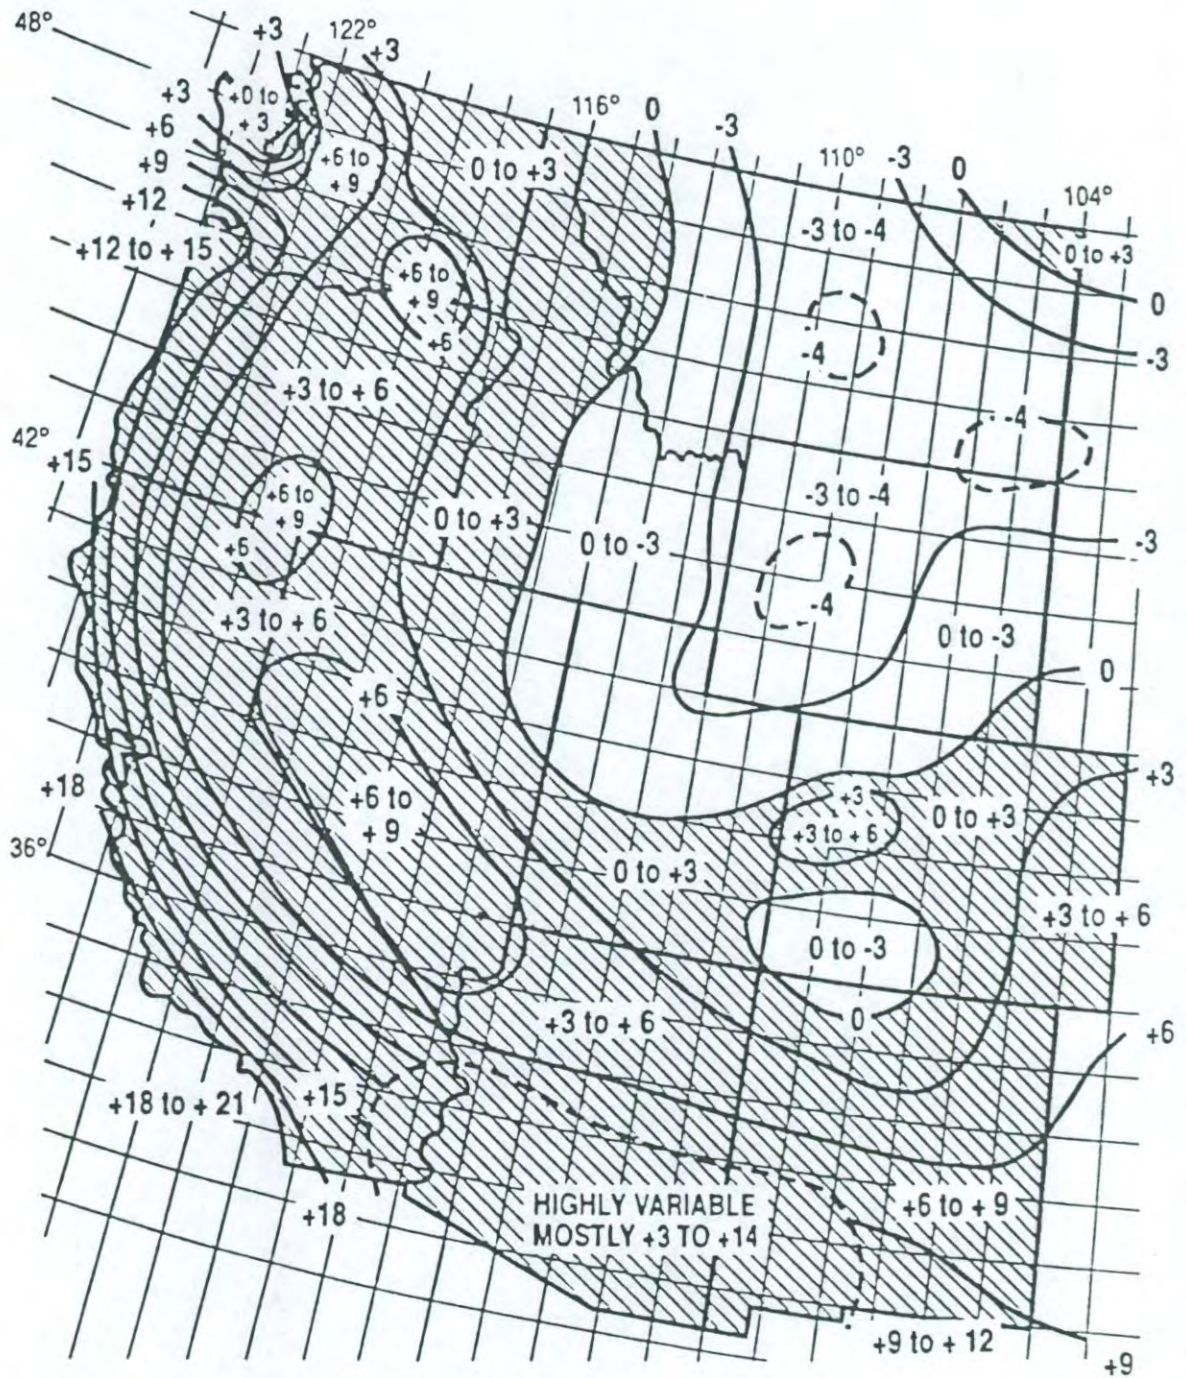 48°
+3
122°
+3
+3
+0 to
+3
116°
0
-3
+6
+9
+12
+6 to
+9
0 to +3
110°
-3
0
104°
+12 to +15
-3 to -4
0 to +3
+6 to
+9
+6
0
-4
-3
+3 to +6
42°
-4
+15
+6 to
+9
+6
0 to +3
-3 to -4
0 to -3
-3
-4
+3 to +6
0 to -3
0
+6
+18
+6 to
+9
+3
+3
+3 to +6
0 to +3
36°
0 to +3
+3 to +6
0 to -3
+3 to +6
0
+6
+18 to +21
+15
+18
HIGHLY VARIABLE
MOSTLY +3 TO +14
+6 to +9
+9 to +12
+9